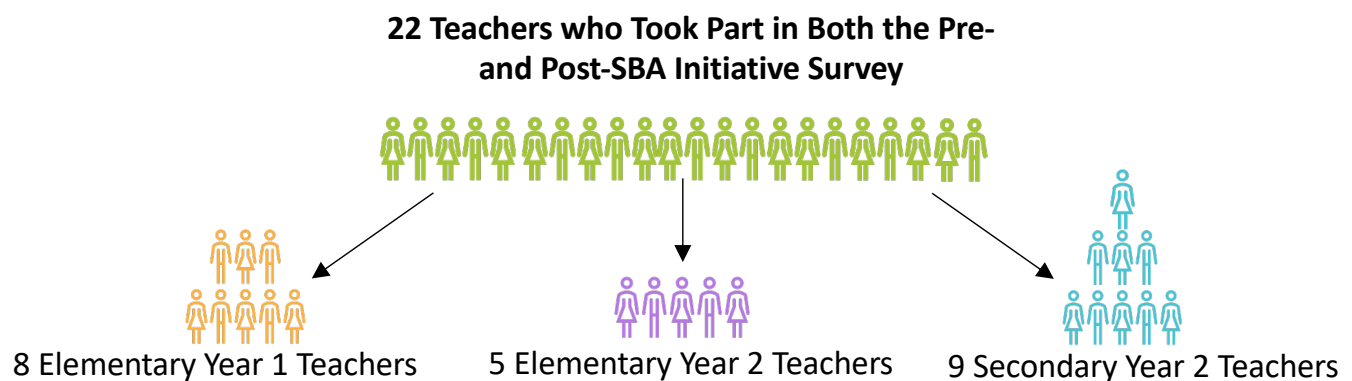 22 Teachers who Took Part in Both the Pre-
and Post-SBA Initiative Survey
8 Elementary Year 1 Teachers
5 Elementary Year 2 Teachers
9 Secondary Year 2 Teachers